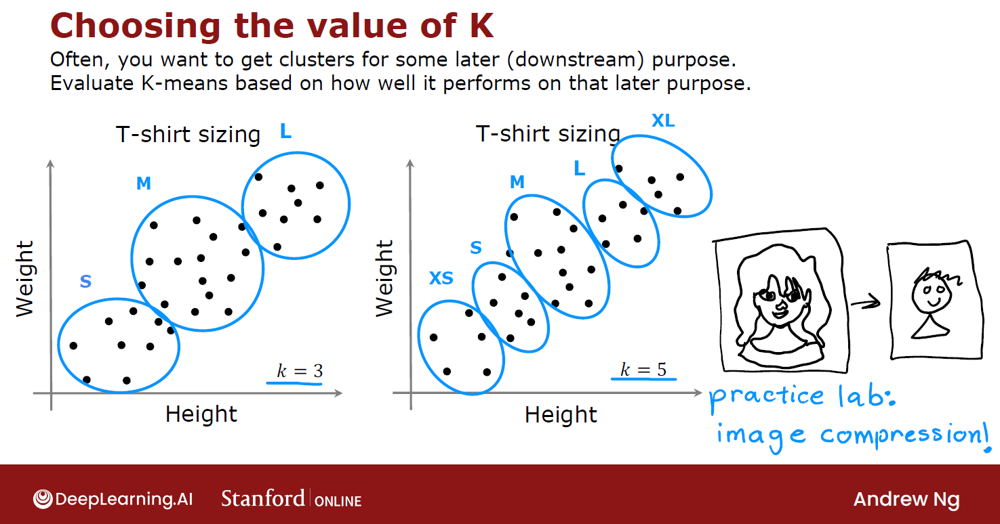 Choosing the value of K
Often, you want to get clusters for some later (downstream) purpose.
Evaluate K-means based on how well it performs on that later purpose.
T-shirt sizing
L
M
S
Weight
k = 3
Height
T-shirt sizing
XL
L
M
S
XS
Weight
k = 5
Height
practice lab:
image compression!
DeepLearning.AI
Stanford ONLINE
Andrew Ng